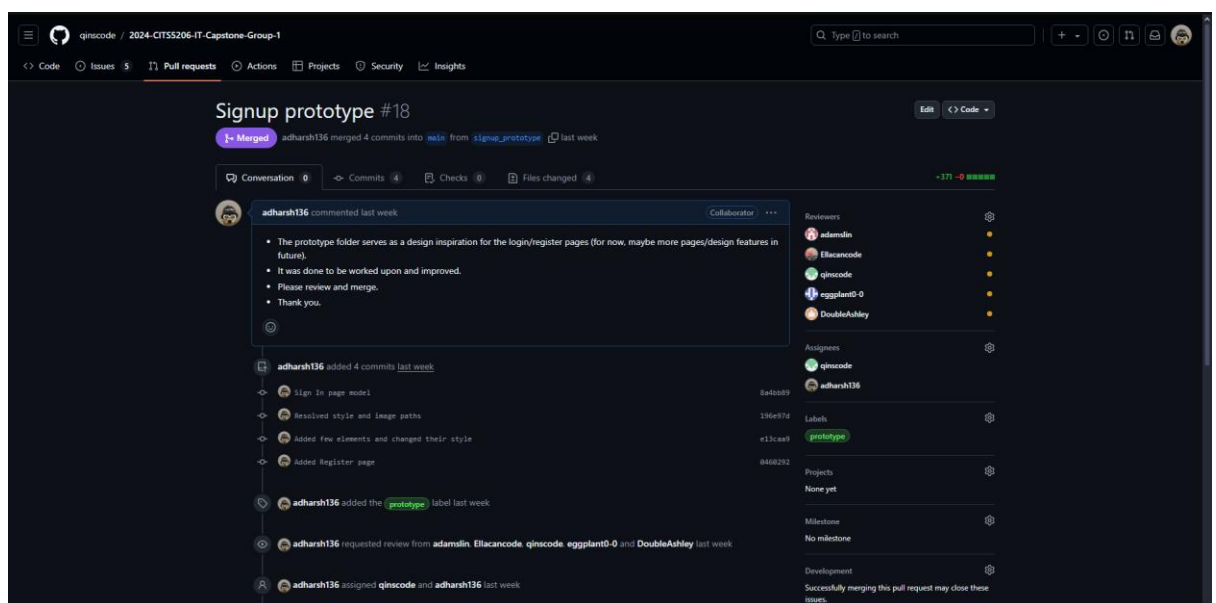 qinscode / 2024-CITS5206-IT-Capstone-Group-1
Type / to search
Code Issues 5 Pull requests Actions Projects Security Insights
Signup prototype #18
Edit <> Code
Merged adharsh136 merged 4 commits into main from signup_prototype last week
Conversation 0 Commits 4 Checks 0 Files changed 4
+371 −0
adharsh136 commented last week
Collaborator
• The prototype folder serves as a design inspiration for the login/register pages (for now, maybe more pages/design features in
future).
• It was done to be worked upon and improved.
• Please review and merge.
• Thank you.
adharsh136 added 4 commits last week
Sign In page model 8a4bb89
Resolved style and image paths 196e97d
Added few elements and changed their style e13caa9
Added Register page 0460292
adharsh136 added the prototype label last week
adharsh136 requested review from adamslin, Ellacancode, qinscode, eggplant0-0 and DoubleAshley last week
adharsh136 assigned qinscode and adharsh136 last week
Reviewers
adamslin
Ellacancode
qinscode
eggplant0-0
DoubleAshley
Assignees
qinscode
adharsh136
Labels
prototype
Projects
None yet
Milestone
No milestone
Development
Successfully merging this pull request may close these
issues.